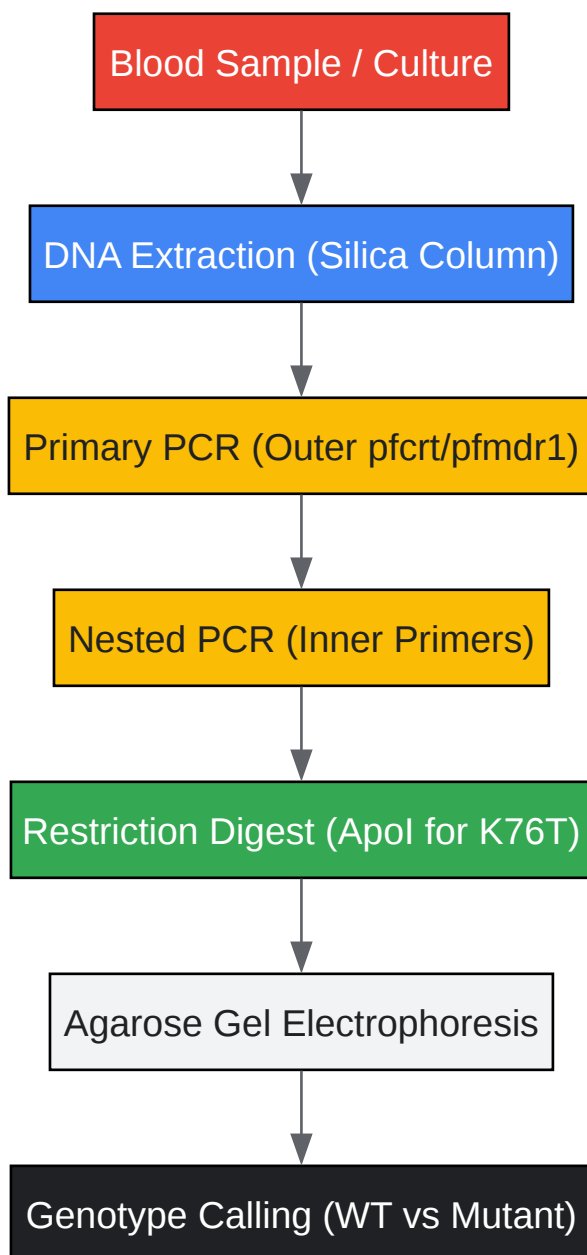 Blood Sample / Culture
DNA Extraction (Silica Column)
Primary PCR (Outer pfcrt/pfmdr1)
Nested PCR (Inner Primers)
Restriction Digest (ApoI for K76T)
Agarose Gel Electrophoresis
Genotype Calling (WT vs Mutant)